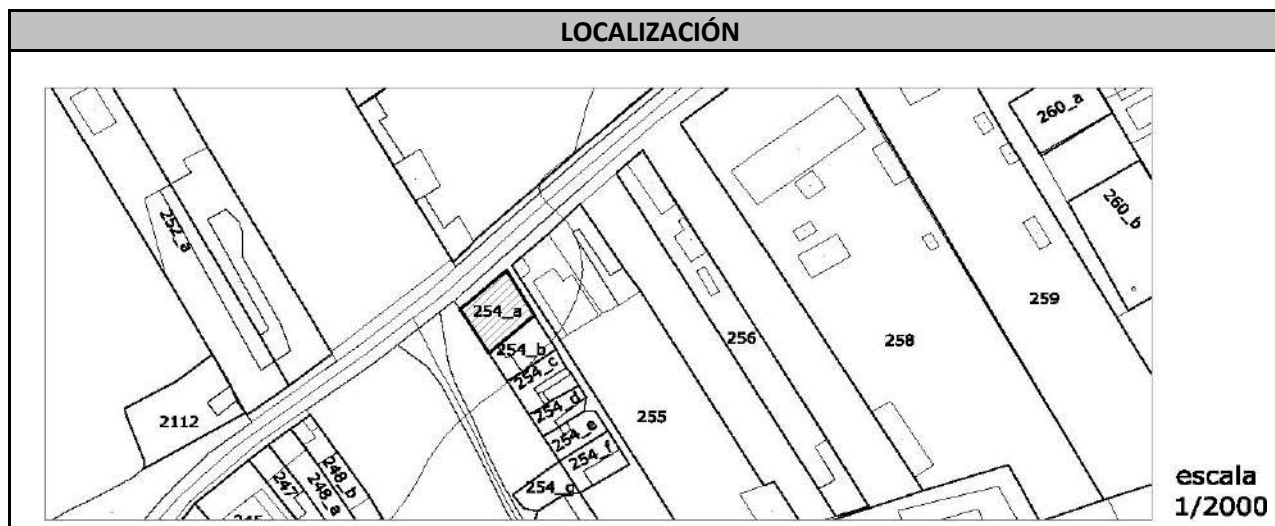 LOCALIZACIÓN
260_a
252_a
260_b
254_a
259
254_b
256
258
254_c
254_d
2112
255
254_e
248_b
254_f
247
248_a
254_g
escala
1/2000